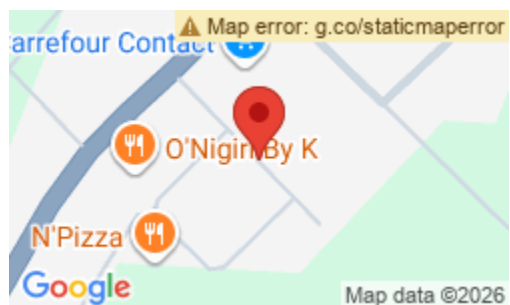 Map error: g.co/staticmaperror
arrefour Contact
O'Nigiri By K
N'Pizza
Google
Map data ©2026